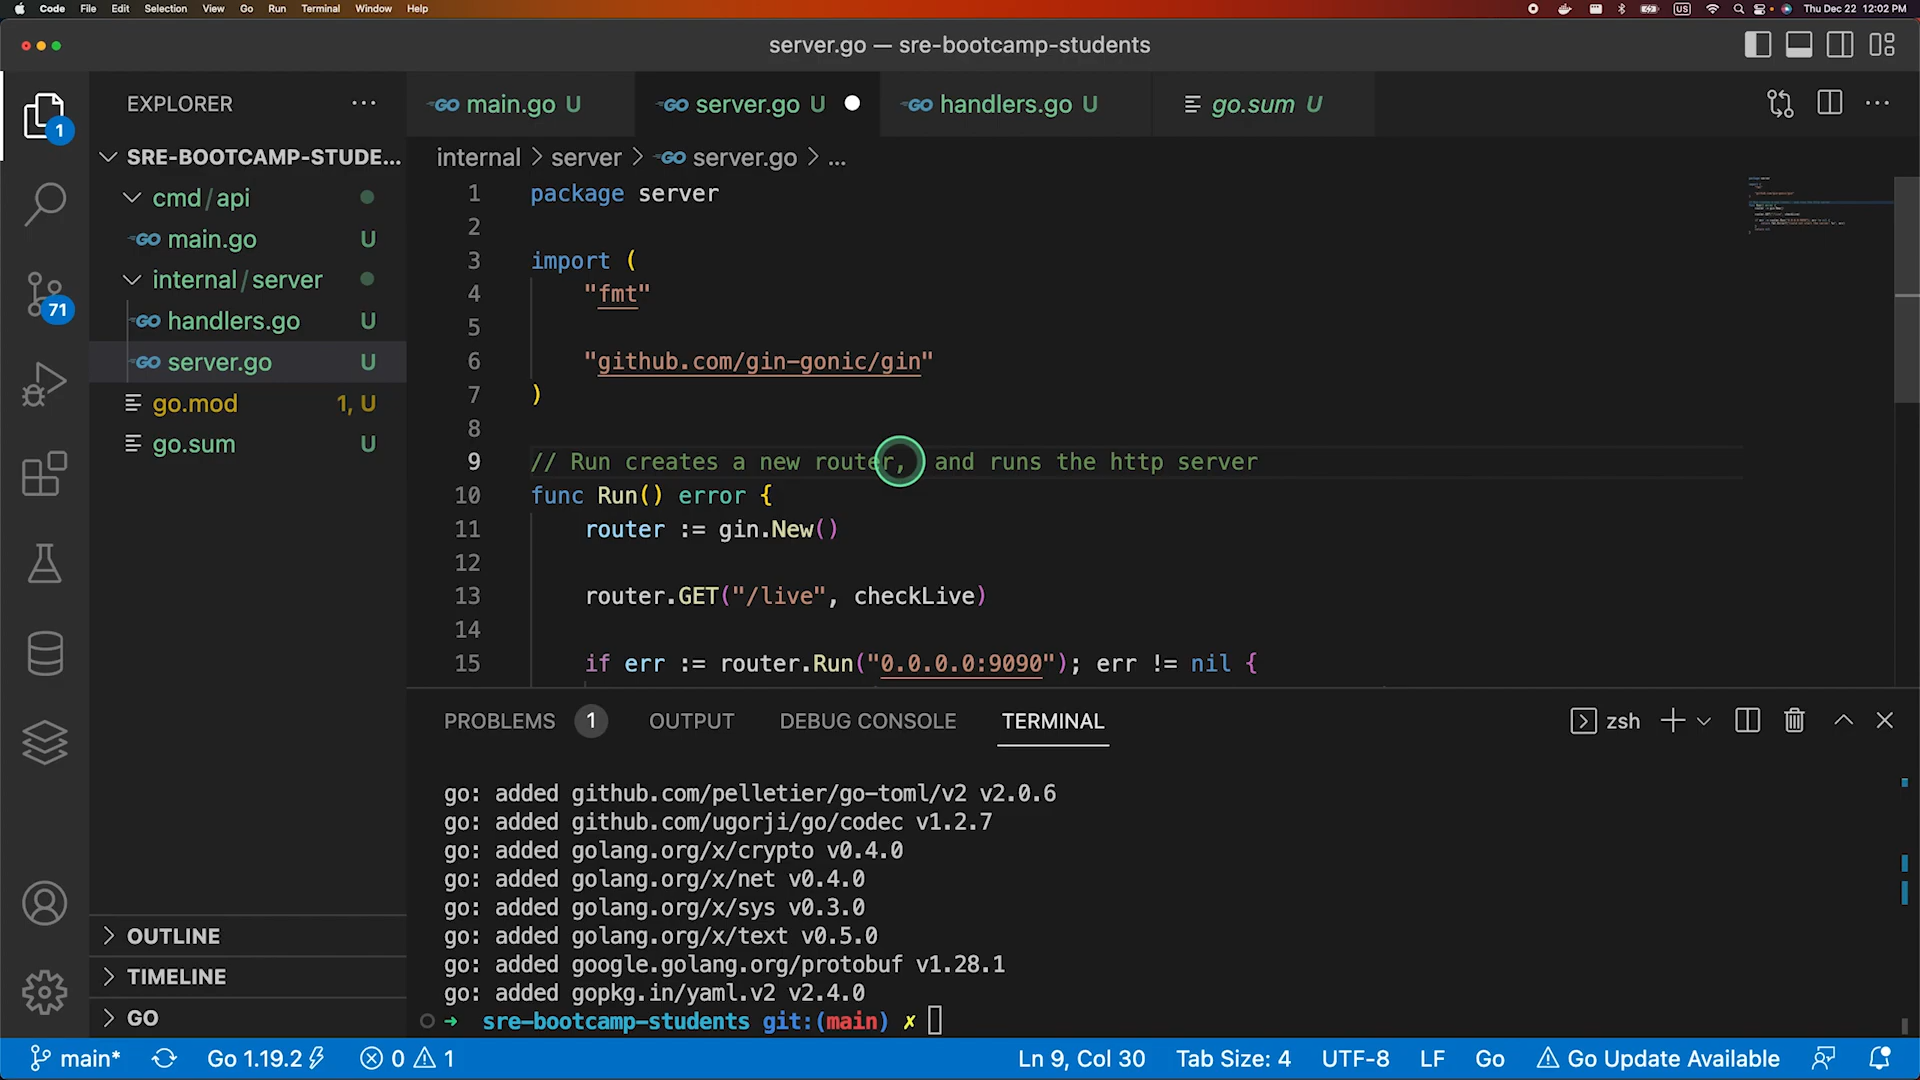 Code File Edit Selection View Go Run Terminal Window Help
US Thu Dec 22 12:02 PM
server.go — sre-bootcamp-students
EXPLORER
1
71
SRE-BOOTCAMP-STUDE...
cmd/api
main.go U
internal/server
handlers.go U
server.go U
go.mod 1, U
go.sum U
OUTLINE
TIMELINE
GO
main.go U
server.go U
handlers.go U
go.sum U
internal > server > server.go > ...
1 package server
2
3 import (
4 "fmt"
5
6 "github.com/gin-gonic/gin"
7 )
8
9 // Run creates a new router, and runs the http server
10 func Run() error {
11 router := gin.New()
12
13 router.GET("/live", checkLive)
14
15 if err := router.Run("0.0.0.0:9090"); err != nil {
PROBLEMS 1 OUTPUT DEBUG CONSOLE TERMINAL
zsh
go: added github.com/pelletier/go-toml/v2 v2.0.6
go: added github.com/ugorji/go/codec v1.2.7
go: added golang.org/x/crypto v0.4.0
go: added golang.org/x/net v0.4.0
go: added golang.org/x/sys v0.3.0
go: added golang.org/x/text v0.5.0
go: added google.golang.org/protobuf v1.28.1
go: added gopkg.in/yaml.v2 v2.4.0
➜ sre-bootcamp-students git:(main) ✗
main* Go 1.19.2 0 1
Ln 9, Col 30 Tab Size: 4 UTF-8 LF Go Go Update Available